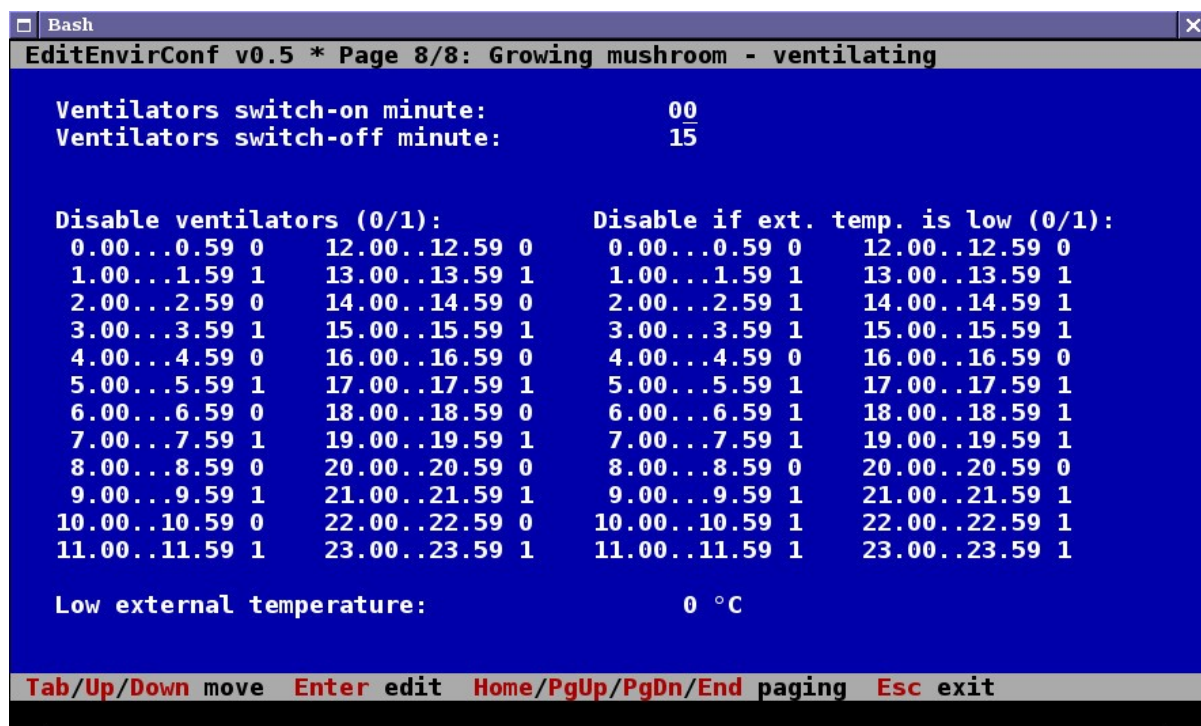 Bash
EditEnvirConf v0.5 * Page 8/8: Growing mushroom - ventilating
Ventilators switch-on minute: 00
Ventilators switch-off minute: 15
Disable ventilators (0/1): Disable if ext. temp. is low (0/1):
0.00...0.59 0 12.00..12.59 0 0.00...0.59 0 12.00..12.59 0
1.00...1.59 1 13.00..13.59 1 1.00...1.59 1 13.00..13.59 1
2.00...2.59 0 14.00..14.59 0 2.00...2.59 1 14.00..14.59 1
3.00...3.59 1 15.00..15.59 1 3.00...3.59 1 15.00..15.59 1
4.00...4.59 0 16.00..16.59 0 4.00...4.59 0 16.00..16.59 0
5.00...5.59 1 17.00..17.59 1 5.00...5.59 1 17.00..17.59 1
6.00...6.59 0 18.00..18.59 0 6.00...6.59 1 18.00..18.59 1
7.00...7.59 1 19.00..19.59 1 7.00...7.59 1 19.00..19.59 1
8.00...8.59 0 20.00..20.59 0 8.00...8.59 0 20.00..20.59 0
9.00...9.59 1 21.00..21.59 1 9.00...9.59 1 21.00..21.59 1
10.00..10.59 0 22.00..22.59 0 10.00..10.59 1 22.00..22.59 1
11.00..11.59 1 23.00..23.59 1 11.00..11.59 1 23.00..23.59 1
Low external temperature: 0 °C
Tab/Up/Down move Enter edit Home/PgUp/PgDn/End paging Esc exit